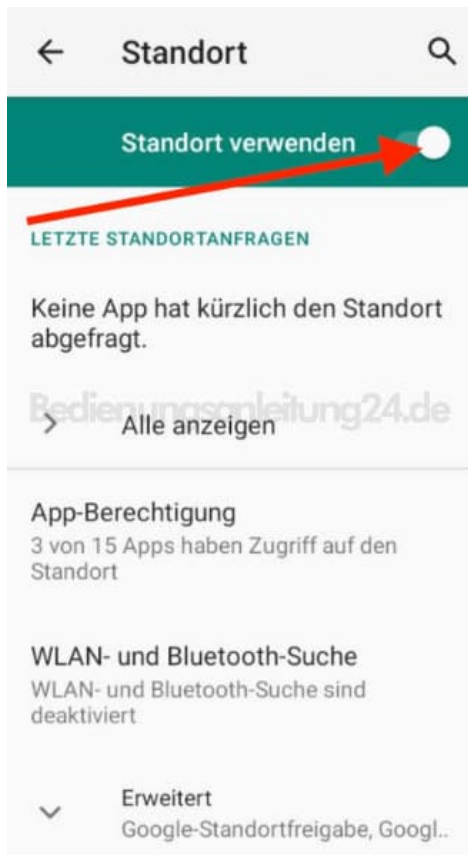 Standort
Standort verwenden
LETZTE STANDORTANFRAGEN
Keine App hat kürzlich den Standort
abgefragt.
Bedienungsanleitung24.de
Alle anzeigen
App-Berechtigung
3 von 15 Apps haben Zugriff auf den
Standort
WLAN- und Bluetooth-Suche
WLAN- und Bluetooth-Suche sind
deaktiviert
Erweitert
Google-Standortfreigabe, Googl..